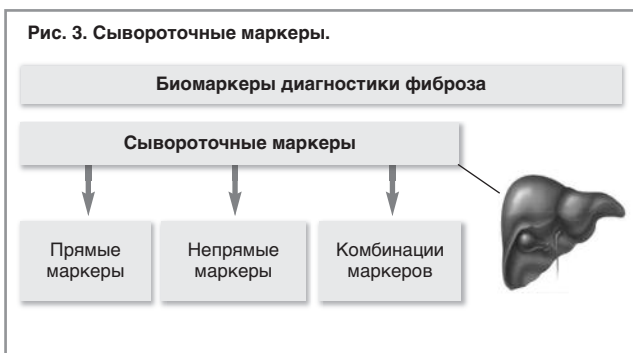 Рис. 3. Сывороточные маркеры.
Биомаркеры диагностики фиброза
Сывороточные маркеры
Прямые
маркеры
Непрямые
маркеры
Комбинации
маркеров